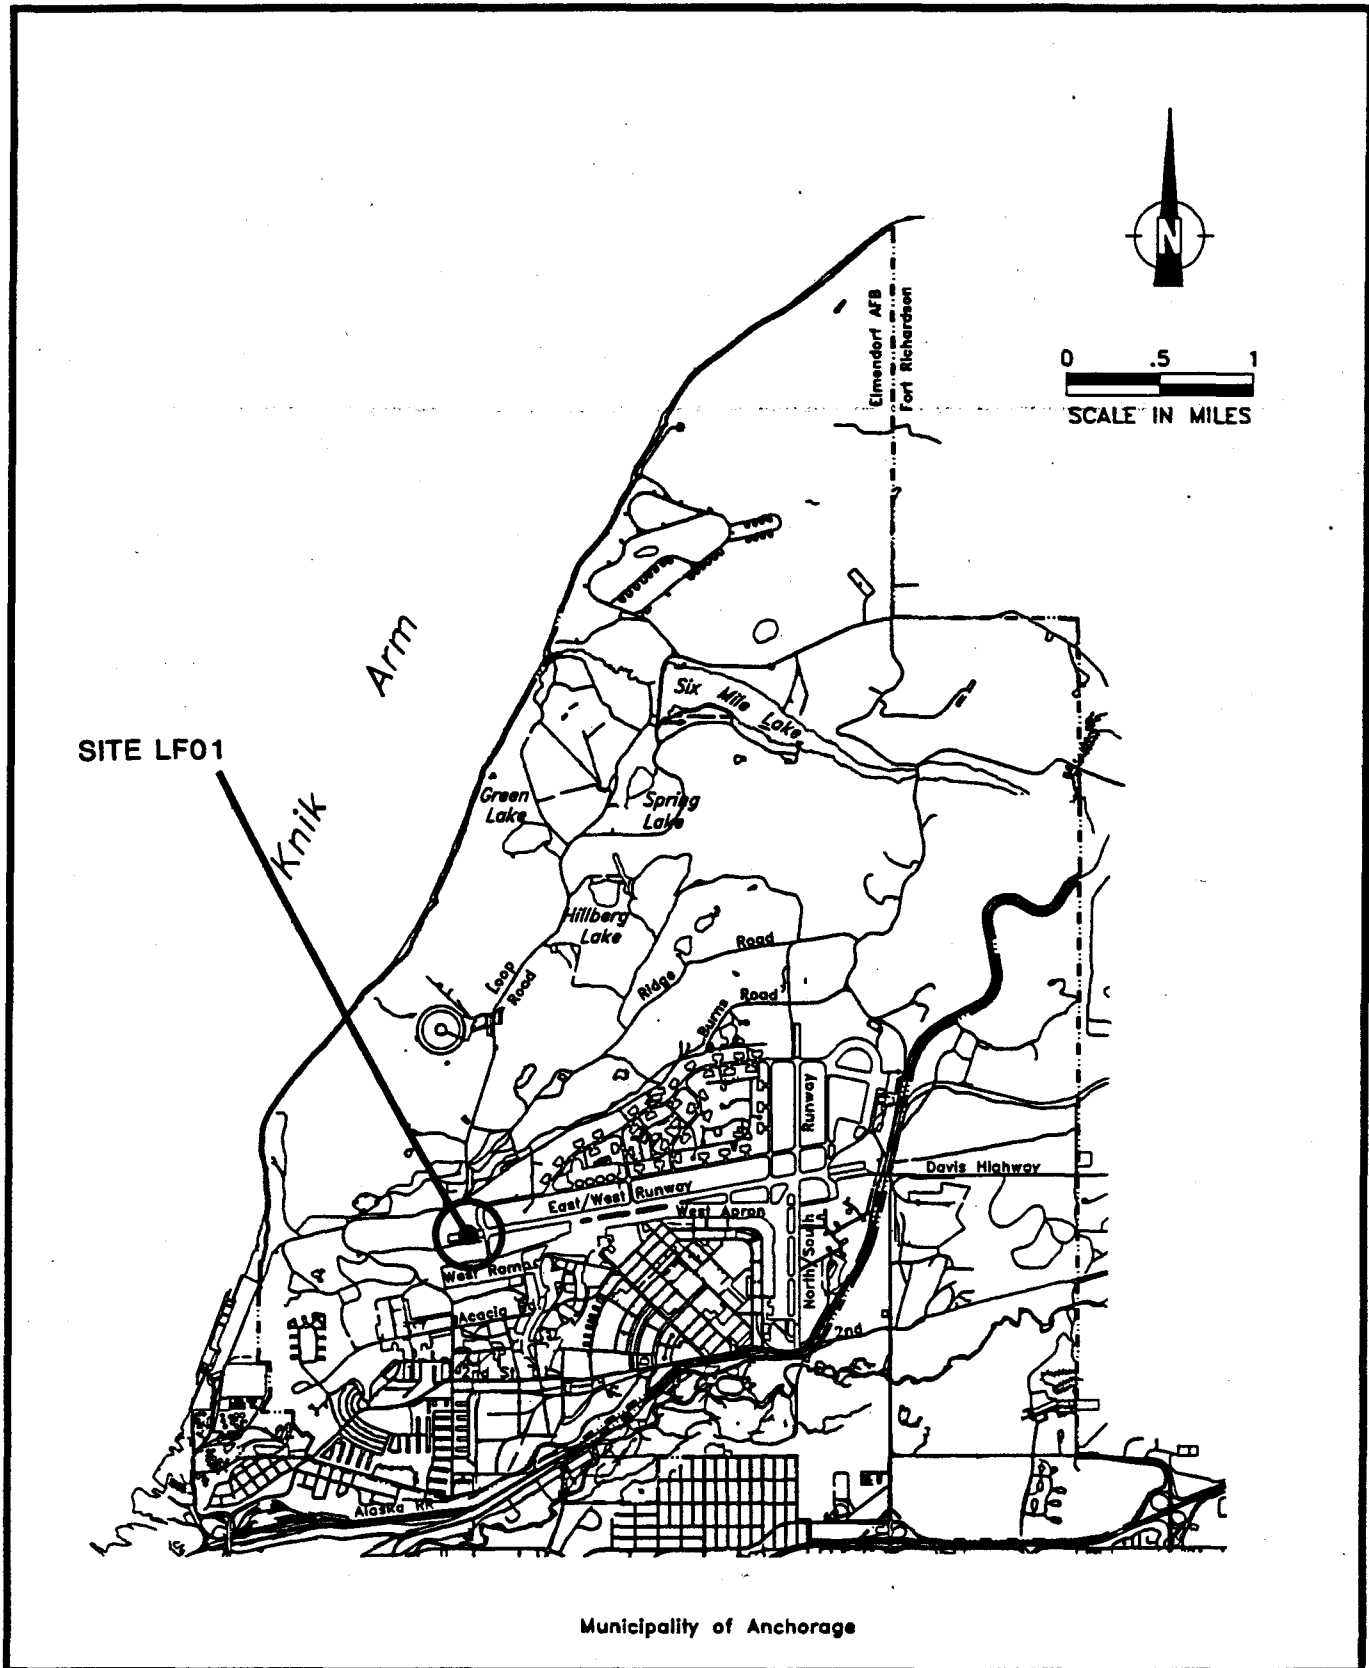 N
0 .5 1
SCALE IN MILES
Elmendorf AFB
Fort Richardson
Knik Arm
SITE LF01
Six Mile Lake
Green
Lake
Spring
Lake
Hillberg
Lake
Loop
Road
Ridge Road
Burns Road
Runway
Davis Highway
East/West Runway
West Apron
North/South
West Ramp
Acacia Rd.
2nd
2nd St.
Alaska RR
Municipality of Anchorage